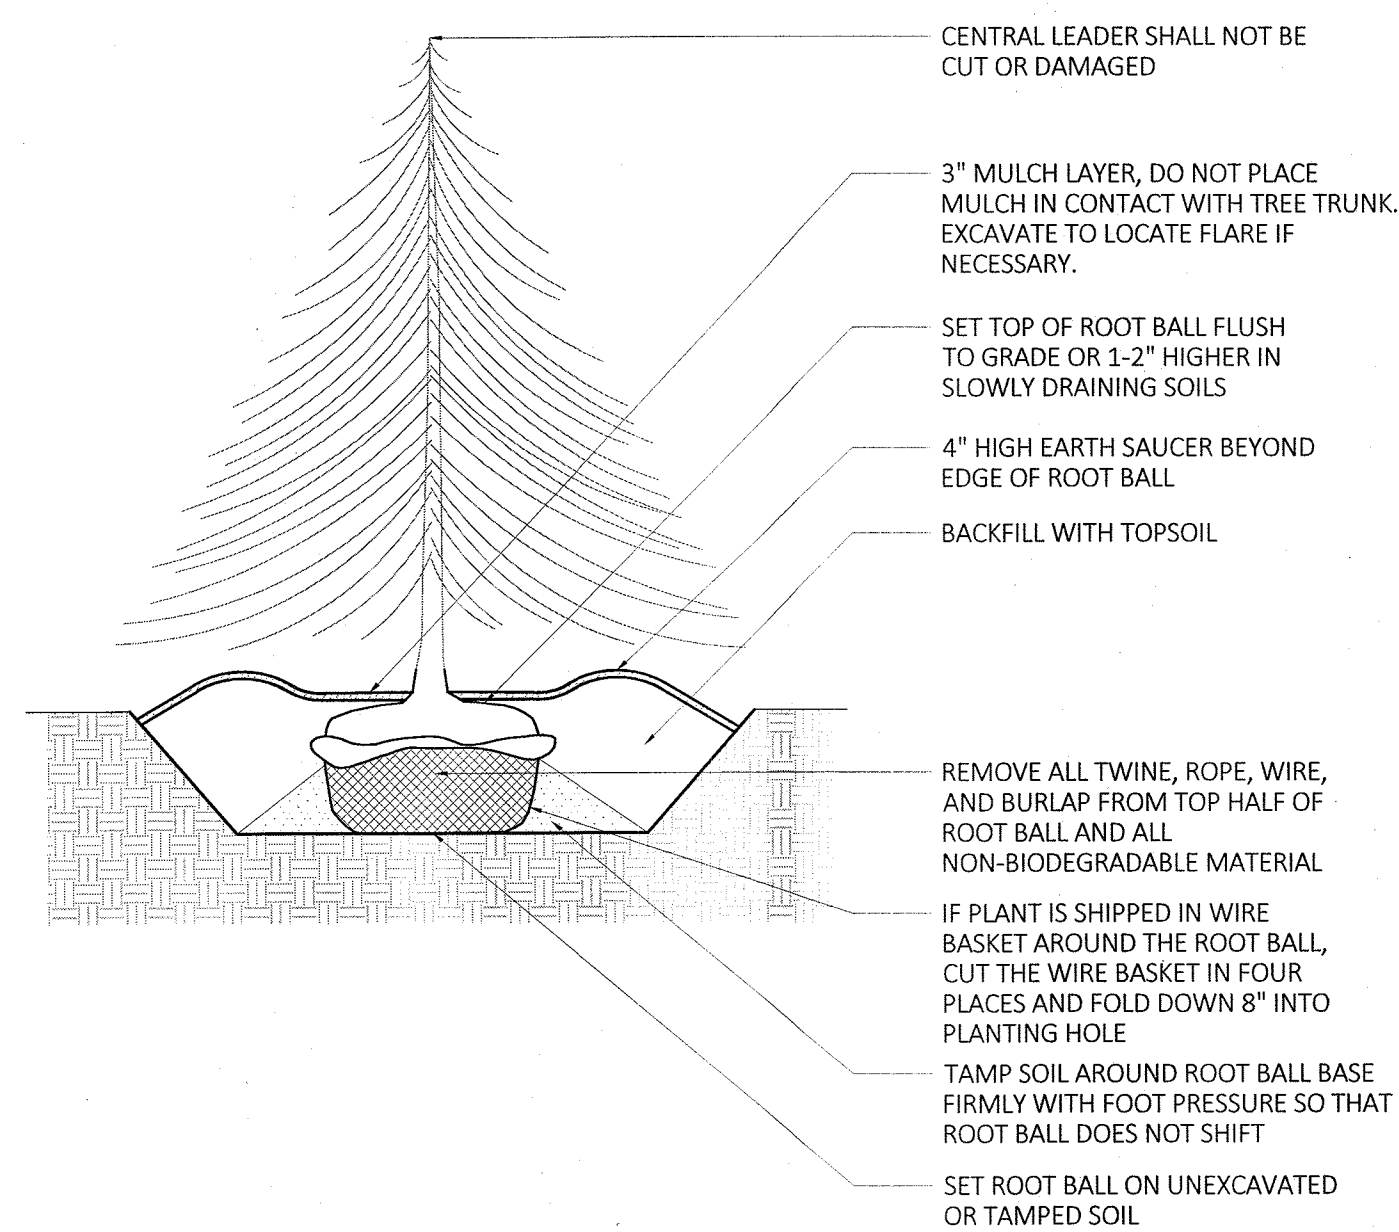 CENTRAL LEADER SHALL NOT BE
CUT OR DAMAGED
3" MULCH LAYER, DO NOT PLACE
MULCH IN CONTACT WITH TREE TRUNK.
EXCAVATE TO LOCATE FLARE IF
NECESSARY.
SET TOP OF ROOT BALL FLUSH
TO GRADE OR 1-2" HIGHER IN
SLOWLY DRAINING SOILS
4" HIGH EARTH SAUCER BEYOND
EDGE OF ROOT BALL
BACKFILL WITH TOPSOIL
REMOVE ALL TWINE, ROPE, WIRE,
AND BURLAP FROM TOP HALF OF
ROOT BALL AND ALL
NON-BIODEGRADABLE MATERIAL
IF PLANT IS SHIPPED IN WIRE
BASKET AROUND THE ROOT BALL,
CUT THE WIRE BASKET IN FOUR
PLACES AND FOLD DOWN 8" INTO
PLANTING HOLE
TAMP SOIL AROUND ROOT BALL BASE
FIRMLY WITH FOOT PRESSURE SO THAT
ROOT BALL DOES NOT SHIFT
SET ROOT BALL ON UNEXCAVATED
OR TAMPED SOIL